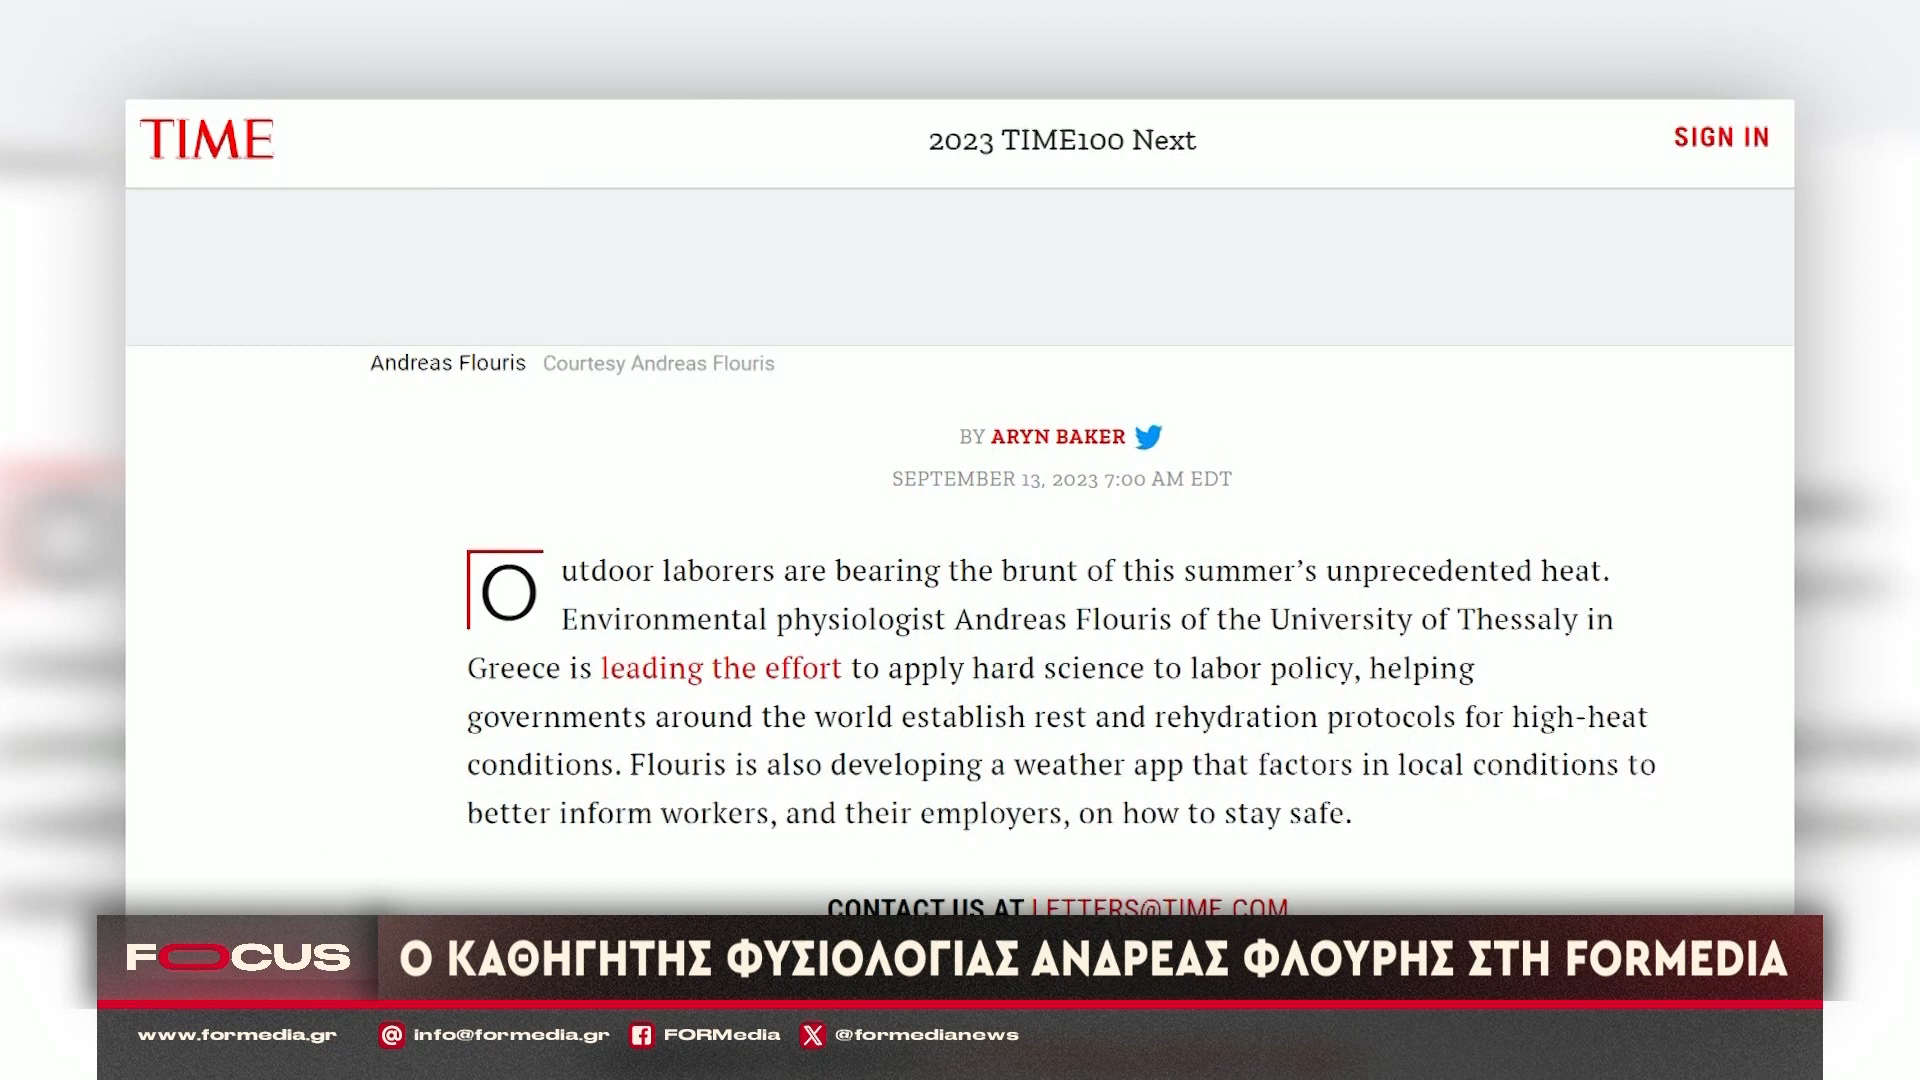 TIME
2023 TIME100 Next
SIGN IN
Andreas Flouris Courtesy Andreas Flouris
BY ARYN BAKER
SEPTEMBER 13, 2023 7:00 AM EDT
Outdoor laborers are bearing the brunt of this summer’s unprecedented heat.
Environmental physiologist Andreas Flouris of the University of Thessaly in
Greece is leading the effort to apply hard science to labor policy, helping
governments around the world establish rest and rehydration protocols for high-heat
conditions. Flouris is also developing a weather app that factors in local conditions to
better inform workers, and their employers, on how to stay safe.
CONTACT US AT LETTERS@TIME.COM
FOCUS
Ο ΚΑΘΗΓΗΤΗΣ ΦΥΣΙΟΛΟΓΙΑΣ ΑΝΔΡΕΑΣ ΦΛΟΥΡΗΣ ΣΤΗ FORMEDIA
www.formedia.gr info@formedia.gr FORMedia @formedianews